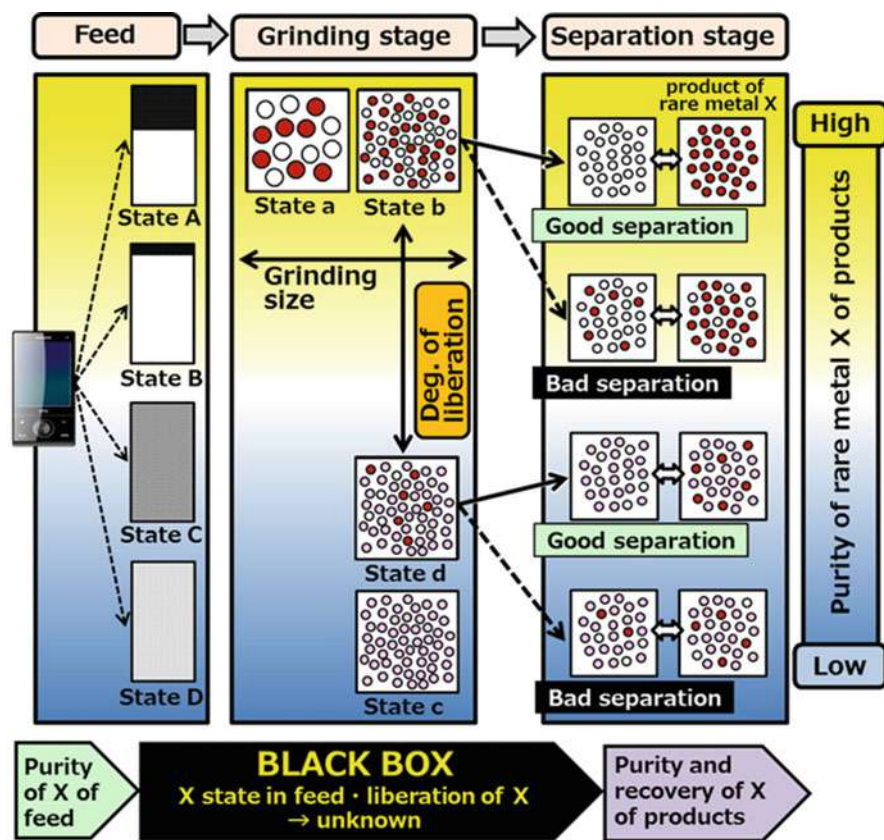 Feed
Grinding stage
Separation stage
State A
State B
State C
State D
State a
State b
Grinding
size
Deg. of
liberation
State d
State c
product of
rare metal X
Good separation
Bad separation
Good separation
Bad separation
High
Purity of rare metal X of products
Low
Purity
of X of
feed
BLACK BOX
X state in feed・liberation of X
→ unknown
Purity and
recovery of X
of products